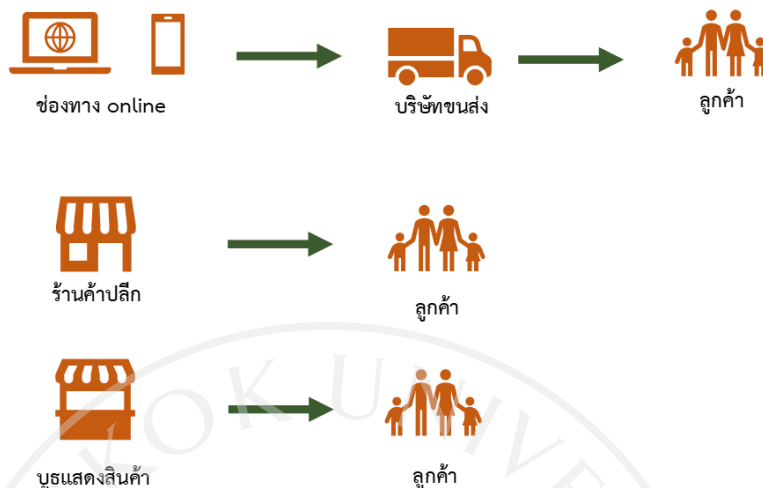 ช่องทาง online
บริษัทขนส่ง
ลูกค้า
ร้านค้าปลีก
ลูกค้า
บูธแสดงสินค้า
ลูกค้า
KOK UNIVE